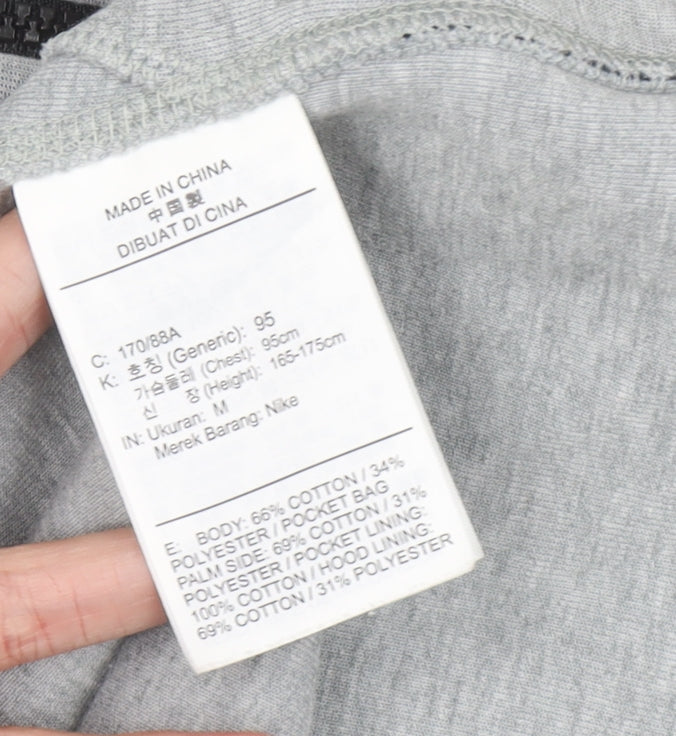 MADE IN CHINA
中国製
DIBUAT DI CINA
C: 170/88A
K: 호칭 (Generic): 95
가슴둘레 (Chest): 95cm
신 장 (Height): 165-175cm
IN: Ukuran: M
Merek Barang: Nike
E: BODY: 66% COTTON / 34%
POLYESTER / POCKET BAG
PALM SIDE: 69% COTTON / 31%
POLYESTER / POCKET LINING:
100% COTTON / HOOD LINING:
69% COTTON / 31% POLYESTER